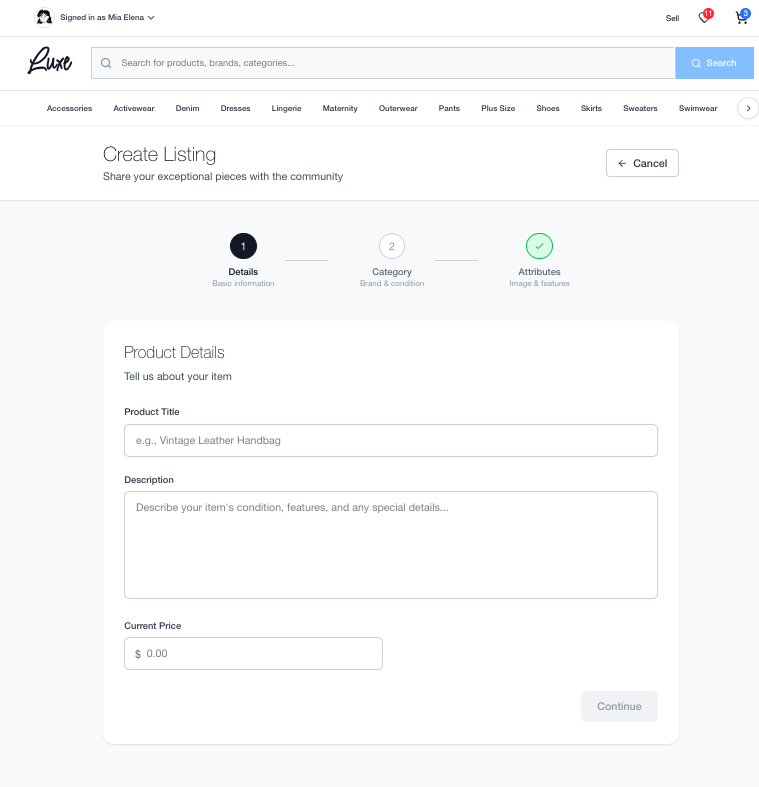 Signed in as Mia Elena
Sell
11
3
Luxe
Search for products, brands, categories...
Search
Accessories Activewear Denim Dresses Lingerie Maternity Outerwear Pants Plus Size Shoes Skirts Sweaters Swimwear
Create Listing
Share your exceptional pieces with the community
Cancel
1
Details
Basic information
2
Category
Brand & condition
Attributes
Image & features
Product Details
Tell us about your item
Product Title
e.g., Vintage Leather Handbag
Description
Describe your item's condition, features, and any special details...
Current Price
$ 0.00
Continue